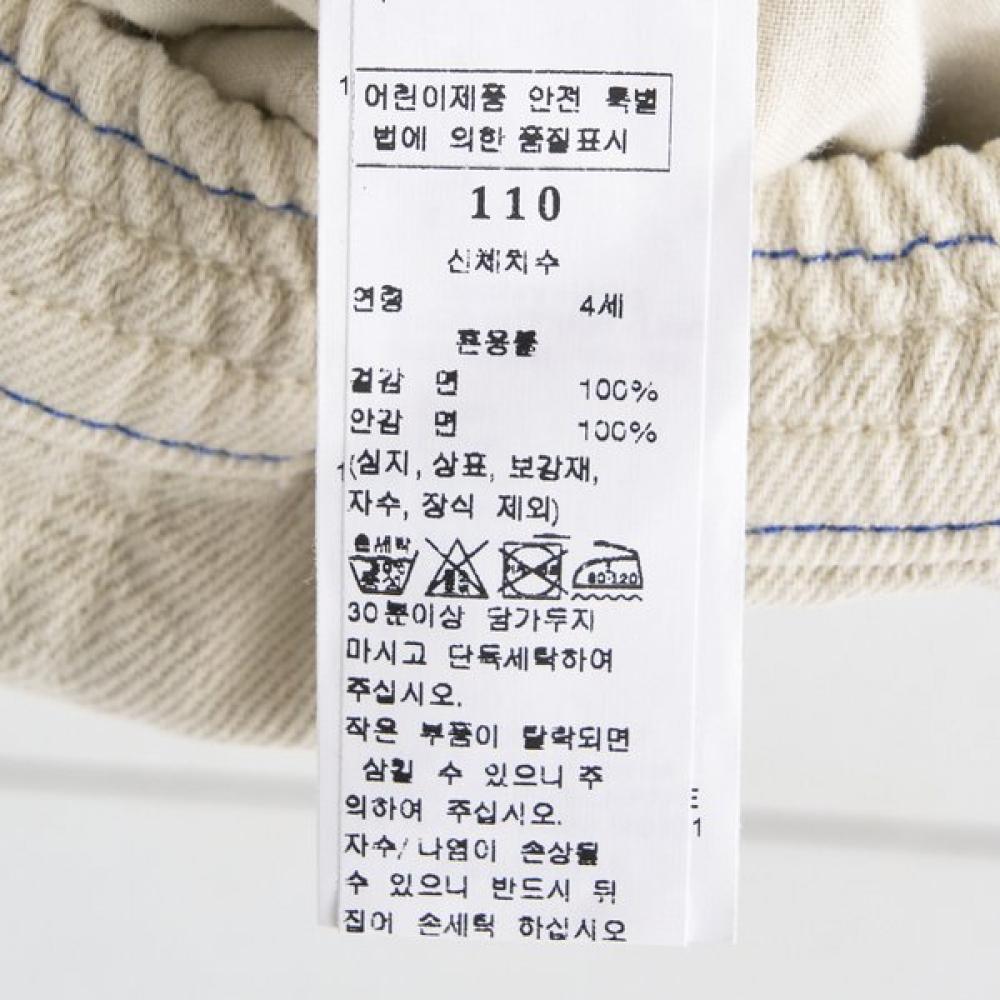 어린이제품 안전 특별
법에 의한 품질표시
110
신체치수
연령 4세
혼용률
겉감 면 100%
안감 면 100%
(심지, 상표, 보강재,
자수, 장식 제외)
손세탁
80-120
30분이상 담가두지
마시고 단독세탁하여
주십시오.
작은 부품이 탈락되면
삼킬 수 있으니 주
의하여 주십시오.
자수/나염이 손상될
수 있으니 반드시 뒤
집어 손세탁 하십시오